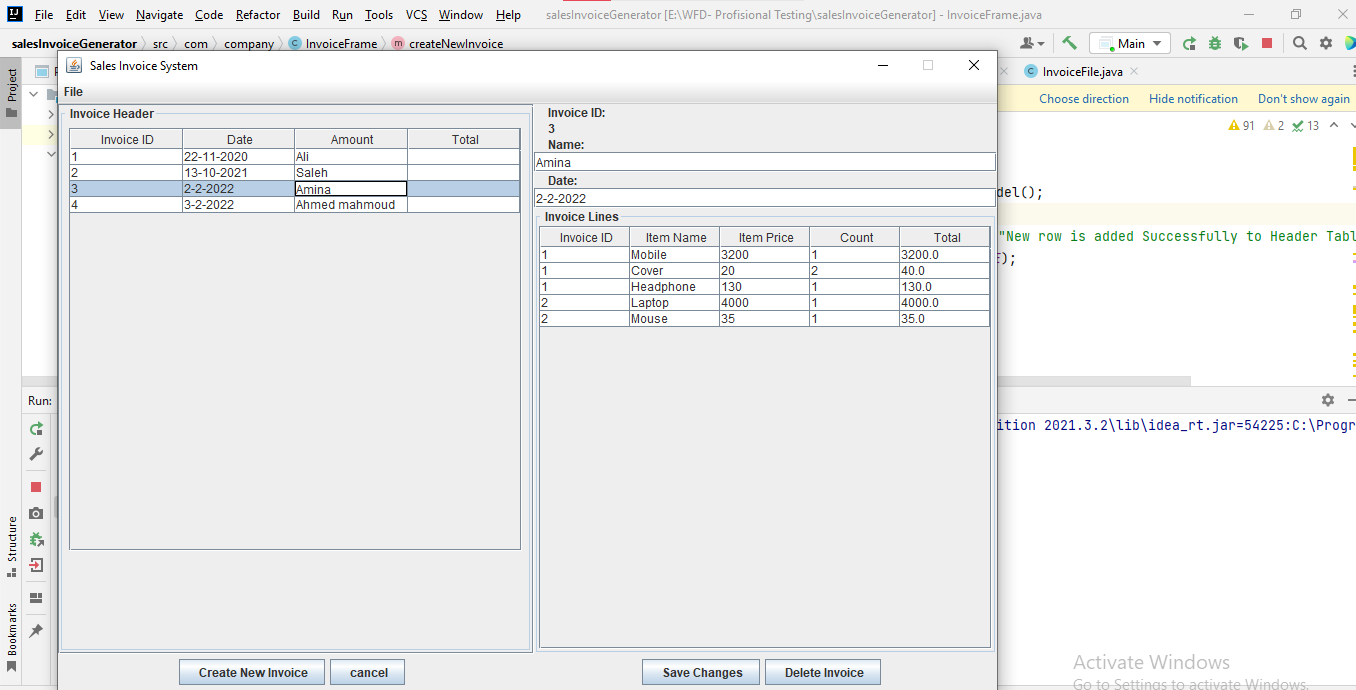 File Edit View Navigate Code Refactor Build Run Tools VCS Window Help salesInvoiceGenerator [E:\WFD- Profisional Testing\salesInvoiceGenerator] - InvoiceFrame.java
salesInvoiceGenerator src com company InvoiceFrame createNewInvoice Main
Project
Sales Invoice System
InvoiceFile.java
File
Choose direction Hide notification Don't show again
91 2 13
Invoice Header
Invoice ID Date Amount Total
1 22-11-2020 Ali
2 13-10-2021 Saleh
3 2-2-2022 Amina
4 3-2-2022 Ahmed mahmoud
Invoice ID:
3
Name:
Amina
Date:
2-2-2022
Invoice Lines
Invoice ID Item Name Item Price Count Total
1 Mobile 3200 1 3200.0
1 Cover 20 2 40.0
1 Headphone 130 1 130.0
2 Laptop 4000 1 4000.0
2 Mouse 35 1 35.0
del();
"New row is added Successfully to Header Tabl
);
Run:
ition 2021.3.2\lib\idea_rt.jar=54225:C:\Progr
Structure
Bookmarks
Create New Invoice cancel Save Changes Delete Invoice
Activate Windows
Go to Settings to activate Windows.